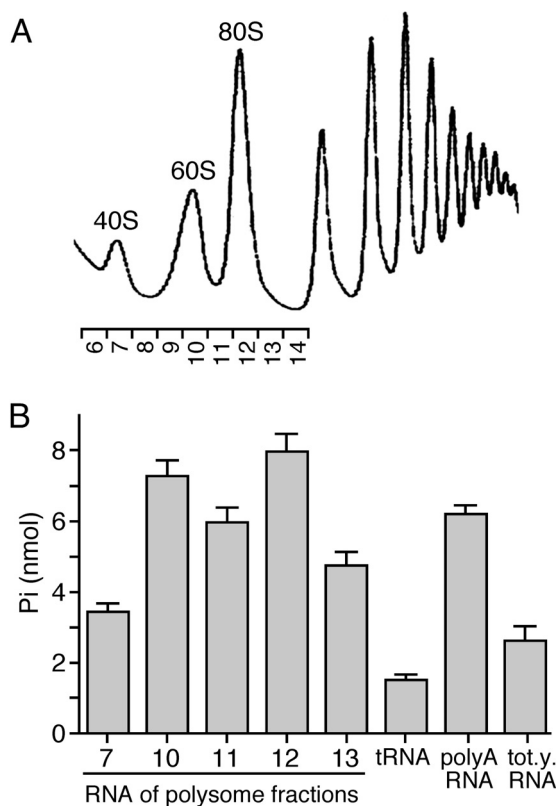 A
80S
60S
40S
6 7 8 9 10 11 12 13 14
B
8
6
4
2
0
Pi (nmol)
7 10 11 12 13 tRNA polyA tot.y.
RNA RNA
RNA of polysome fractions